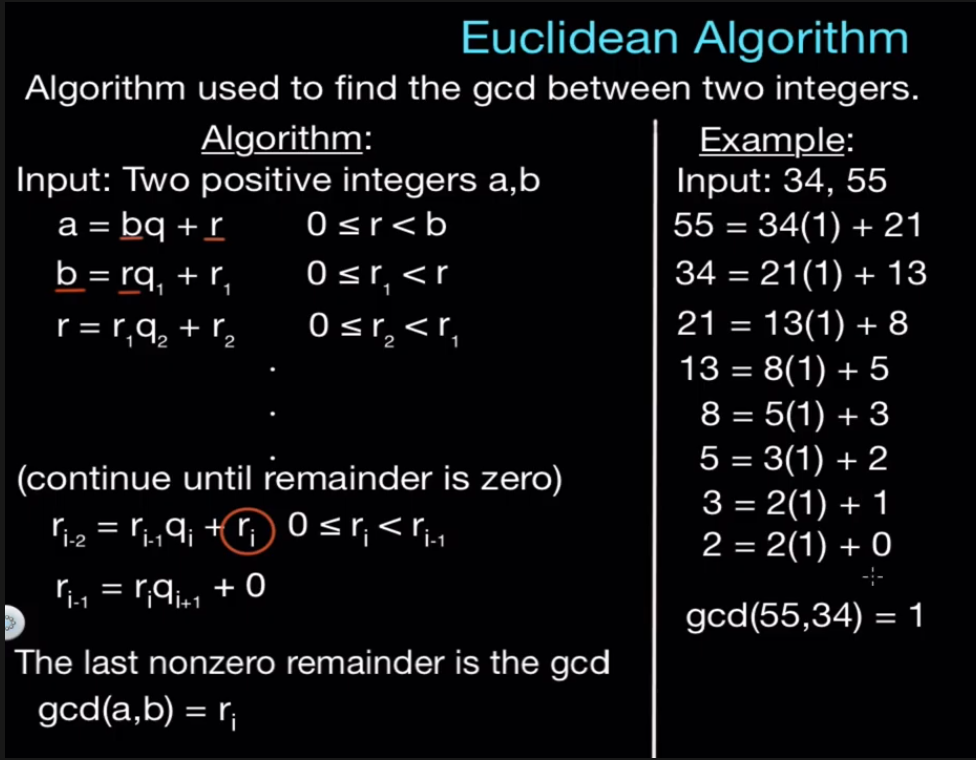 Euclidean Algorithm
Algorithm used to find the gcd between two integers.
Algorithm:
Input: Two positive integers a,b
a = bq + r 0 ≤ r < b
b = rq₁ + r₁ 0 ≤ r₁ < r
r = r₁q₂ + r₂ 0 ≤ r₂ < r₁
.
.
.
(continue until remainder is zero)
rᵢ₋₂ = rᵢ₋₁qᵢ + rᵢ 0 ≤ rᵢ < rᵢ₋₁
rᵢ₋₁ = rᵢqᵢ₊₁ + 0
The last nonzero remainder is the gcd
gcd(a,b) = rᵢ
Example:
Input: 34, 55
55 = 34(1) + 21
34 = 21(1) + 13
21 = 13(1) + 8
13 = 8(1) + 5
8 = 5(1) + 3
5 = 3(1) + 2
3 = 2(1) + 1
2 = 2(1) + 0
gcd(55,34) = 1